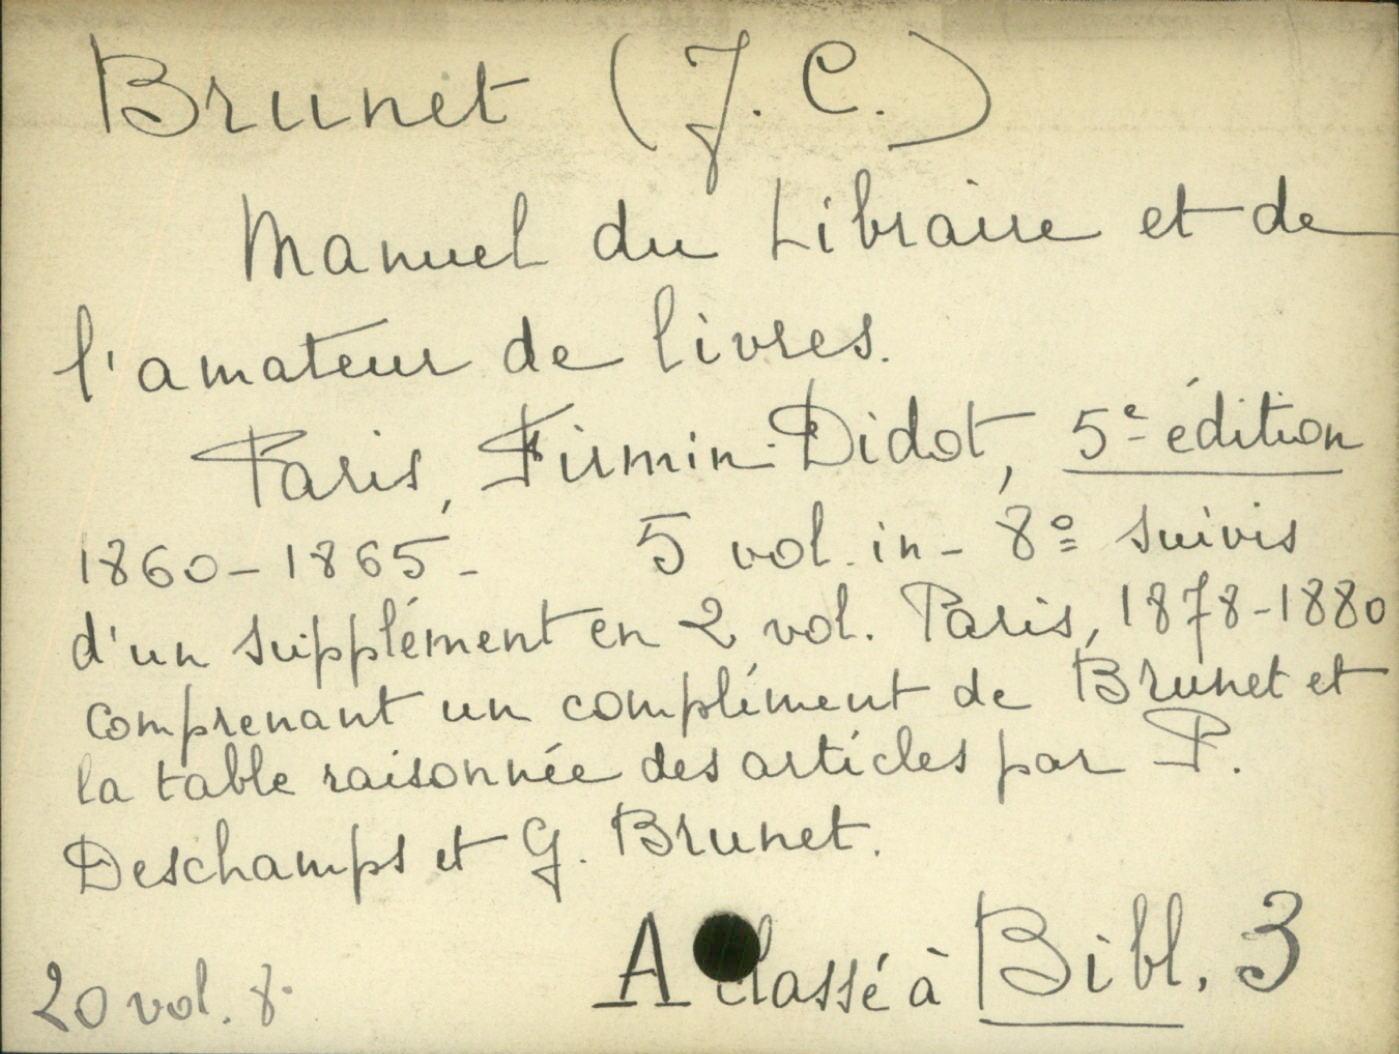 Brunet (J. C.)
Manuel du Libraire et de
l'amateur de livres.
Paris, Firmin-Didot, 5e édition
1860-1865- 5 vol. in-8º suivis
d'un supplément en 2 vol. Paris, 1878-1880
comprenant un complément de Brunet et
la table raisonnée des articles par P.
Deschamps et G. Brunet.
A classé à Bibl. 3
20 vol. 8.